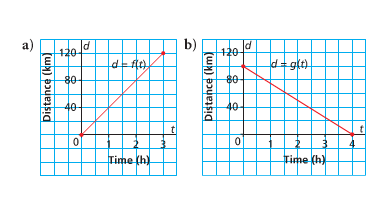 a)
d
120
80
40
0
1
2
3
t
d = f(t)
Distance (km)
Time (h)
b)
d
120
80
40
0
1
2
3
4
t
d = g(t)
Distance (km)
Time (h)